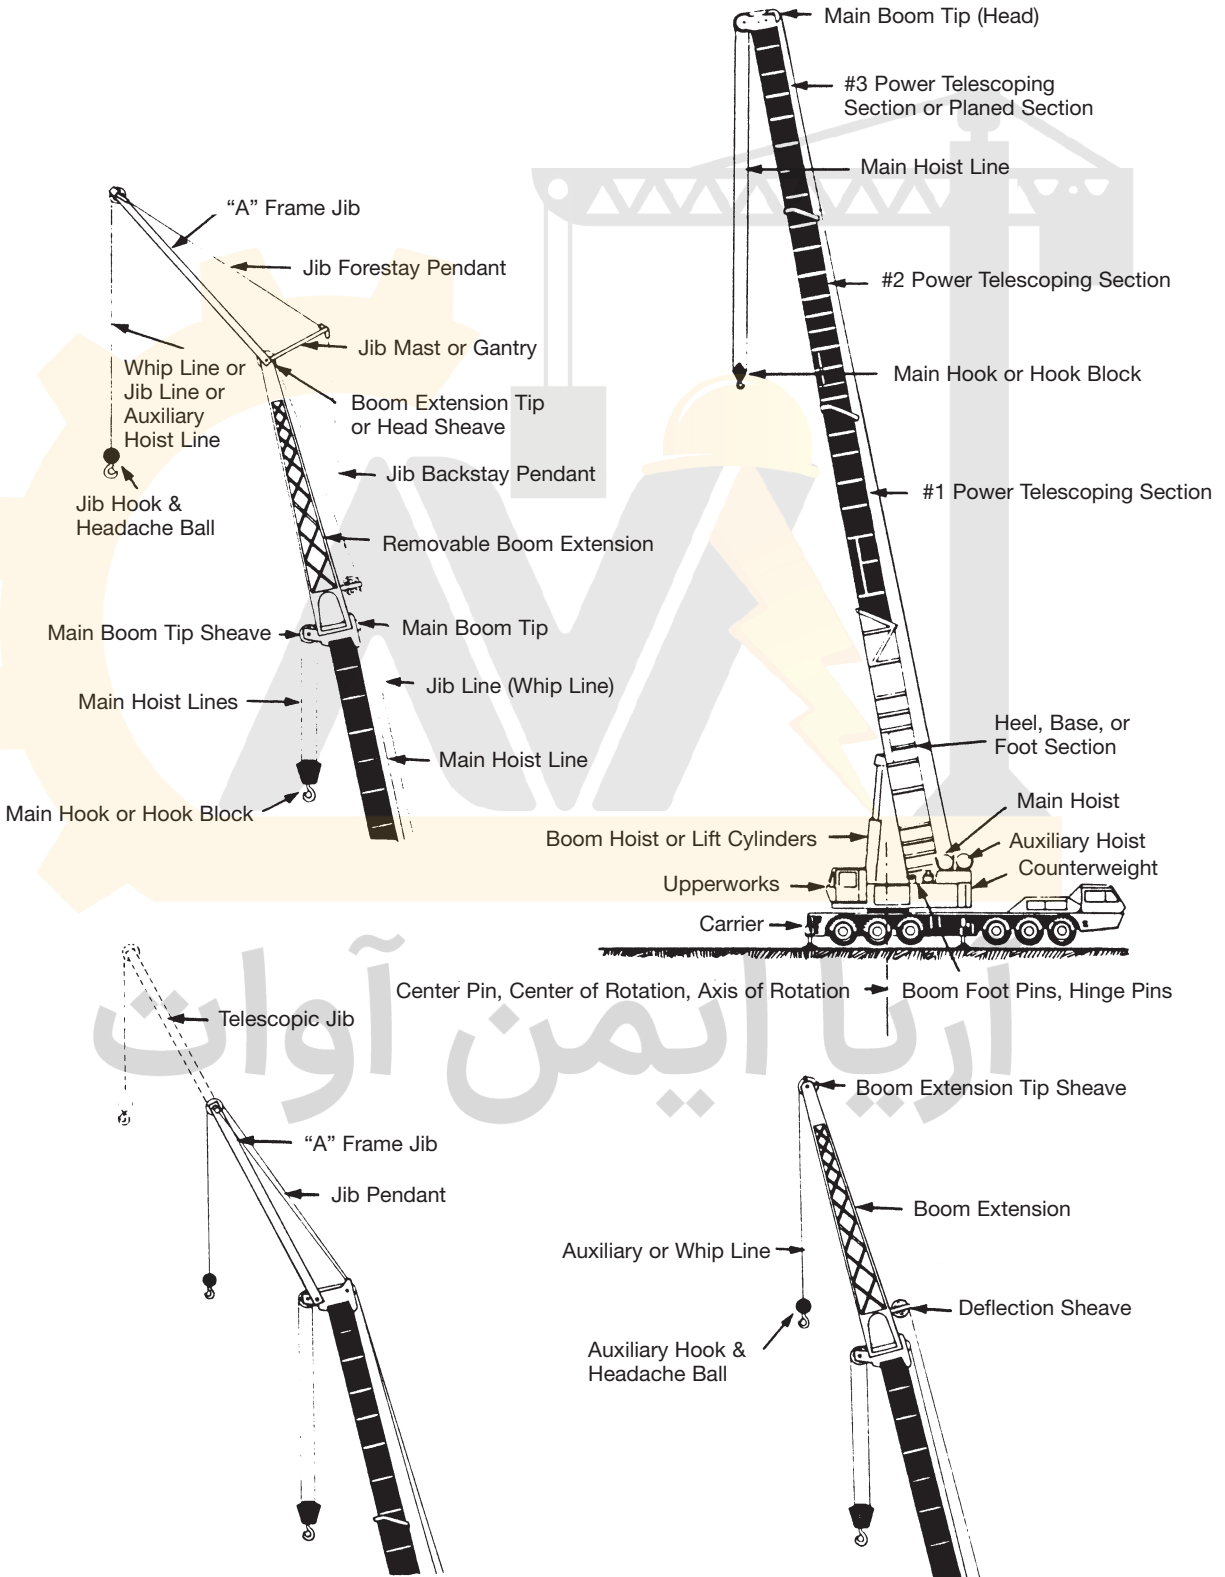 Main Boom Tip (Head)
#3 Power Telescoping
Section or Planed Section
Main Hoist Line
#2 Power Telescoping Section
Main Hook or Hook Block
#1 Power Telescoping Section
Heel, Base, or
Foot Section
Main Hoist
Auxiliary Hoist
Counterweight
Boom Hoist or Lift Cylinders
Upperworks
Carrier
Center Pin, Center of Rotation, Axis of Rotation
Boom Foot Pins, Hinge Pins
“A” Frame Jib
Jib Forestay Pendant
Jib Mast or Gantry
Whip Line or
Jib Line or
Auxiliary
Hoist Line
Boom Extension Tip
or Head Sheave
Jib Backstay Pendant
Jib Hook &
Headache Ball
Removable Boom Extension
Main Boom Tip Sheave
Main Boom Tip
Jib Line (Whip Line)
Main Hoist Lines
Main Hoist Line
Main Hook or Hook Block
آریا ایمن آوات
Telescopic Jib
“A” Frame Jib
Jib Pendant
Boom Extension Tip Sheave
Boom Extension
Auxiliary or Whip Line
Deflection Sheave
Auxiliary Hook &
Headache Ball